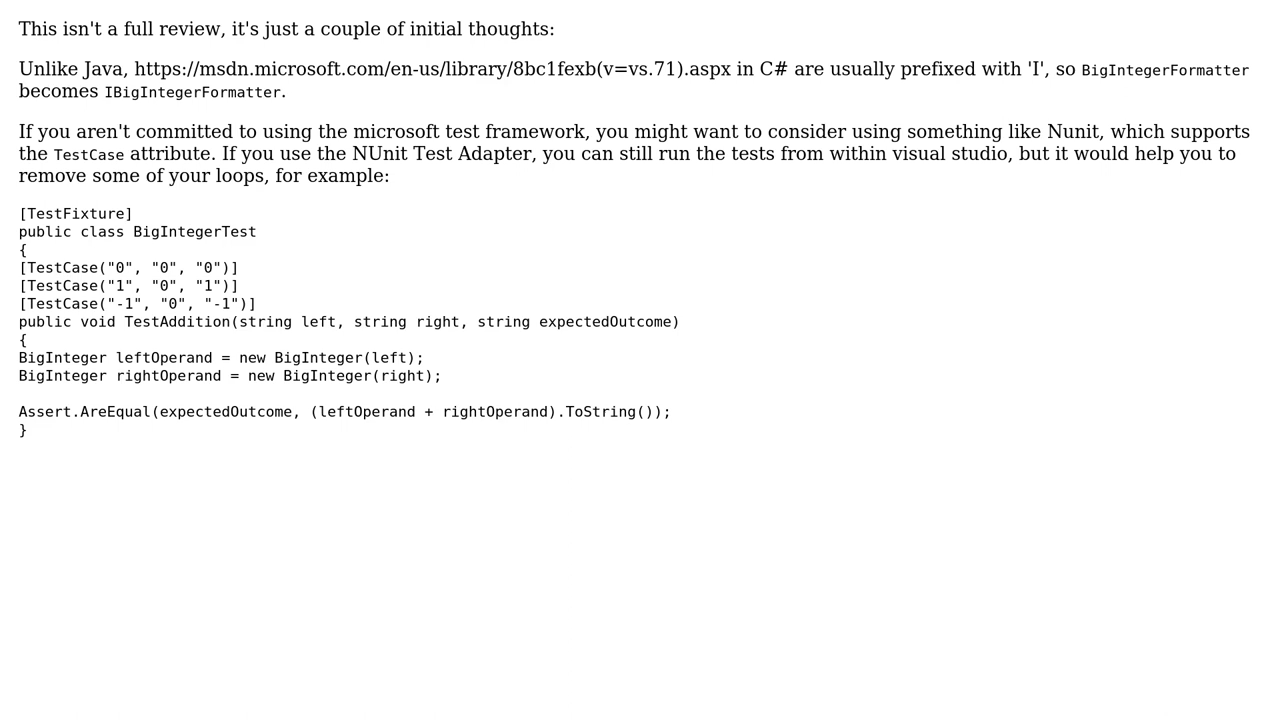 This isn't a full review, it's just a couple of initial thoughts:
Unlike Java, https://msdn.microsoft.com/en-us/library/8bc1fexb(v=vs.71).aspx in C# are usually prefixed with 'I', so BigIntegerFormatter
becomes IBigIntegerFormatter.
If you aren't committed to using the microsoft test framework, you might want to consider using something like Nunit, which supports
the TestCase attribute. If you use the NUnit Test Adapter, you can still run the tests from within visual studio, but it would help you to
remove some of your loops, for example:
[TestFixture]
public class BigIntegerTest
{
[TestCase("0", "0", "0")]
[TestCase("1", "0", "1")]
[TestCase("-1", "0", "-1")]
public void TestAddition(string left, string right, string expectedOutcome)
{
BigInteger leftOperand = new BigInteger(left);
BigInteger rightOperand = new BigInteger(right);
Assert.AreEqual(expectedOutcome, (leftOperand + rightOperand).ToString());
}